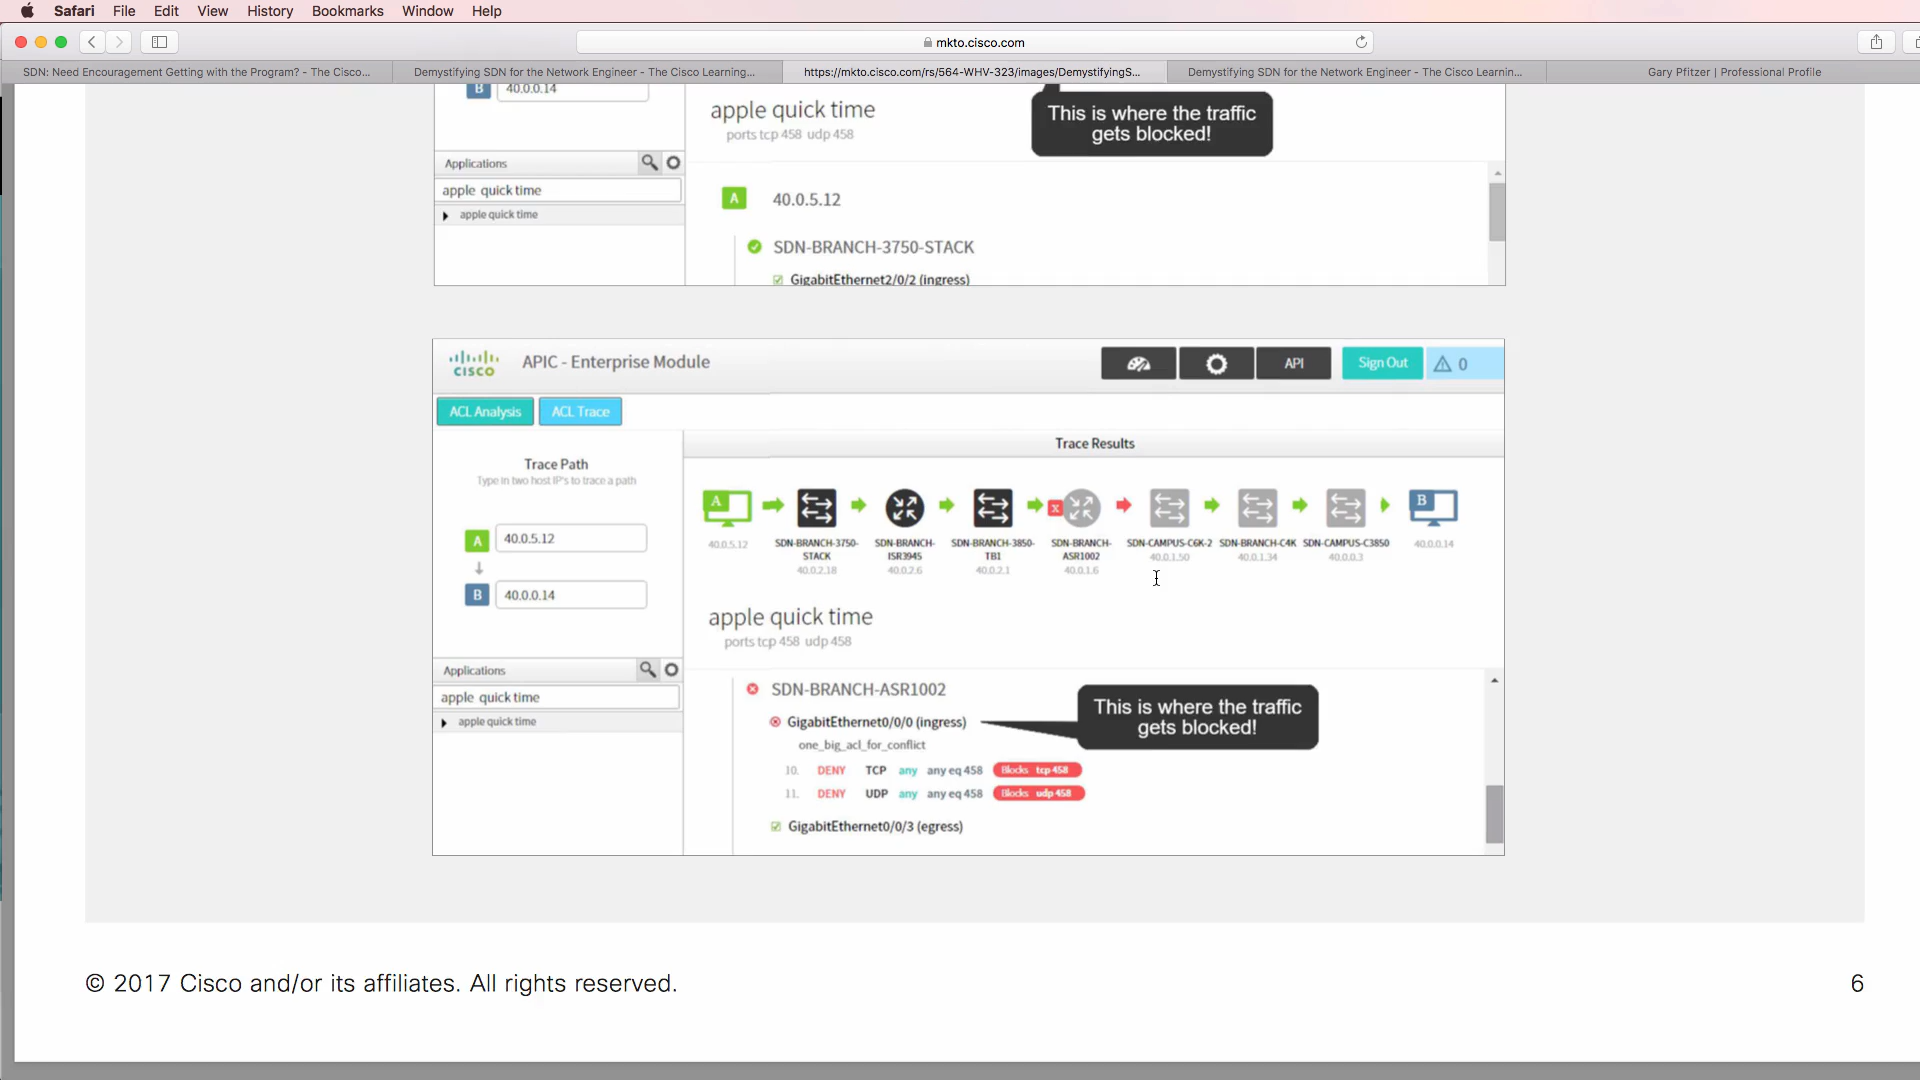 Safari File Edit View History Bookmarks Window Help
mkto.cisco.com
SDN: Need Encouragement Getting with the Program? - The Cisco...
Demystifying SDN for the Network Engineer - The Cisco Learning...
https://mkto.cisco.com/rs/564-WHV-323/images/DemystifyingS...
Demystifying SDN for the Network Engineer - The Cisco Learnin...
Gary Pfitzer | Professional Profile
B 40.0.0.14
apple quick time
ports tcp 458 udp 458
This is where the traffic
gets blocked!
Applications
apple quick time
apple quick time
A 40.0.5.12
SDN-BRANCH-3750-STACK
GigabitEthernet2/0/2 (ingress)
CISCO
APIC - Enterprise Module
API
Sign Out
0
ACL Analysis
ACL Trace
Trace Path
Type in two host IP's to trace a path
A 40.0.5.12
B 40.0.0.14
Applications
apple quick time
apple quick time
Trace Results
A
X
B
40.0.5.12
SDN-BRANCH-3750-
STACK
40.0.2.18
SDN-BRANCH-
ISR3945
40.0.2.6
SDN-BRANCH-3850-
TB1
40.0.2.1
SDN-BRANCH-
ASR1002
40.0.1.6
SDN-CAMPUS-C6K-2
40.0.1.50
SDN-BRANCH-C4K
40.0.1.34
SDN-CAMPUS-C3850
40.0.0.3
40.0.0.14
apple quick time
ports tcp 458 udp 458
SDN-BRANCH-ASR1002
GigabitEthernet0/0/0 (ingress)
This is where the traffic
gets blocked!
one_big_acl_for_conflict
10. DENY TCP any any eq 458 Blocks tcp 458
11. DENY UDP any any eq 458 Blocks udp 458
GigabitEthernet0/0/3 (egress)
© 2017 Cisco and/or its affiliates. All rights reserved.
6